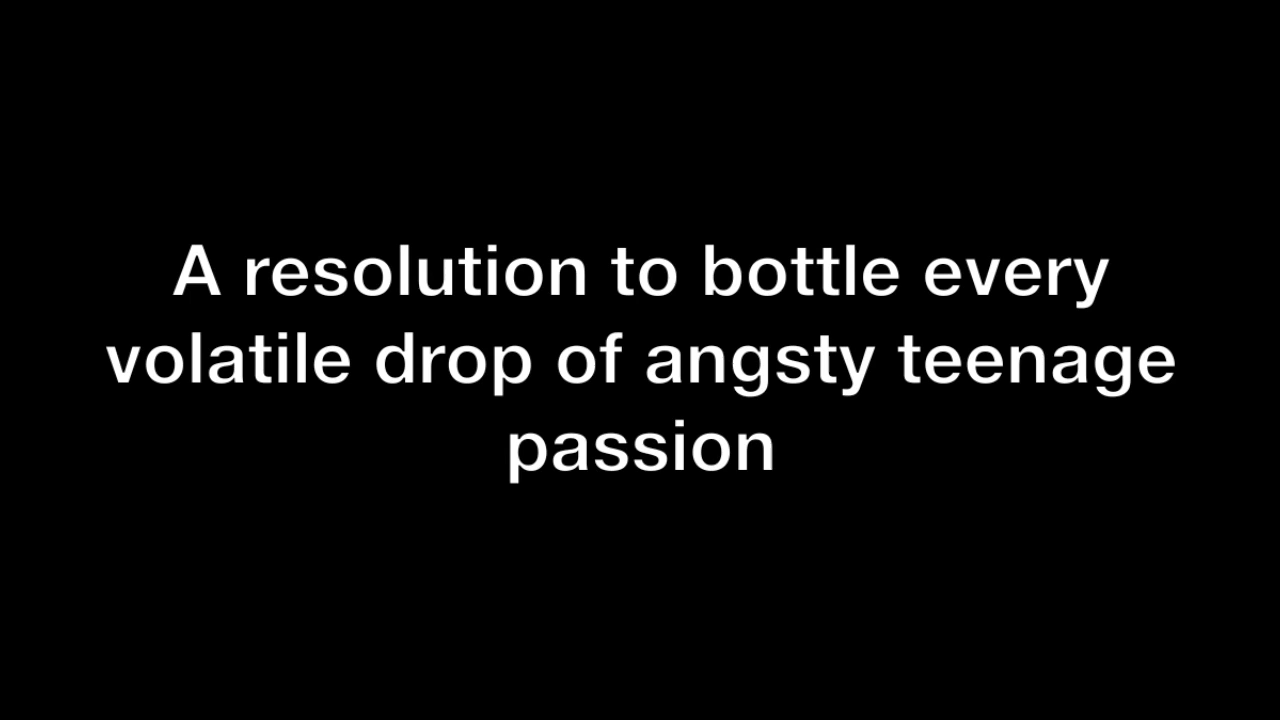 A resolution to bottle every
volatile drop of angsty teenage
passion